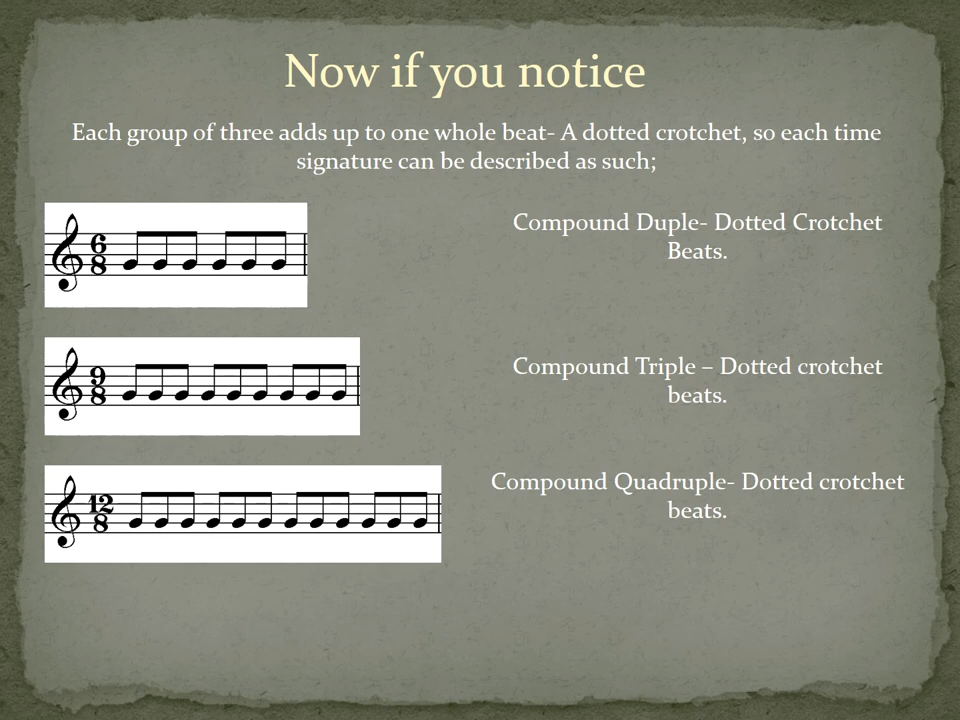 Now if you notice
Each group of three adds up to one whole beat- A dotted crotchet, so each time
signature can be described as such;
6
8
Compound Duple- Dotted Crotchet
Beats.
9
8
Compound Triple – Dotted crotchet
beats.
12
8
Compound Quadruple- Dotted crotchet
beats.